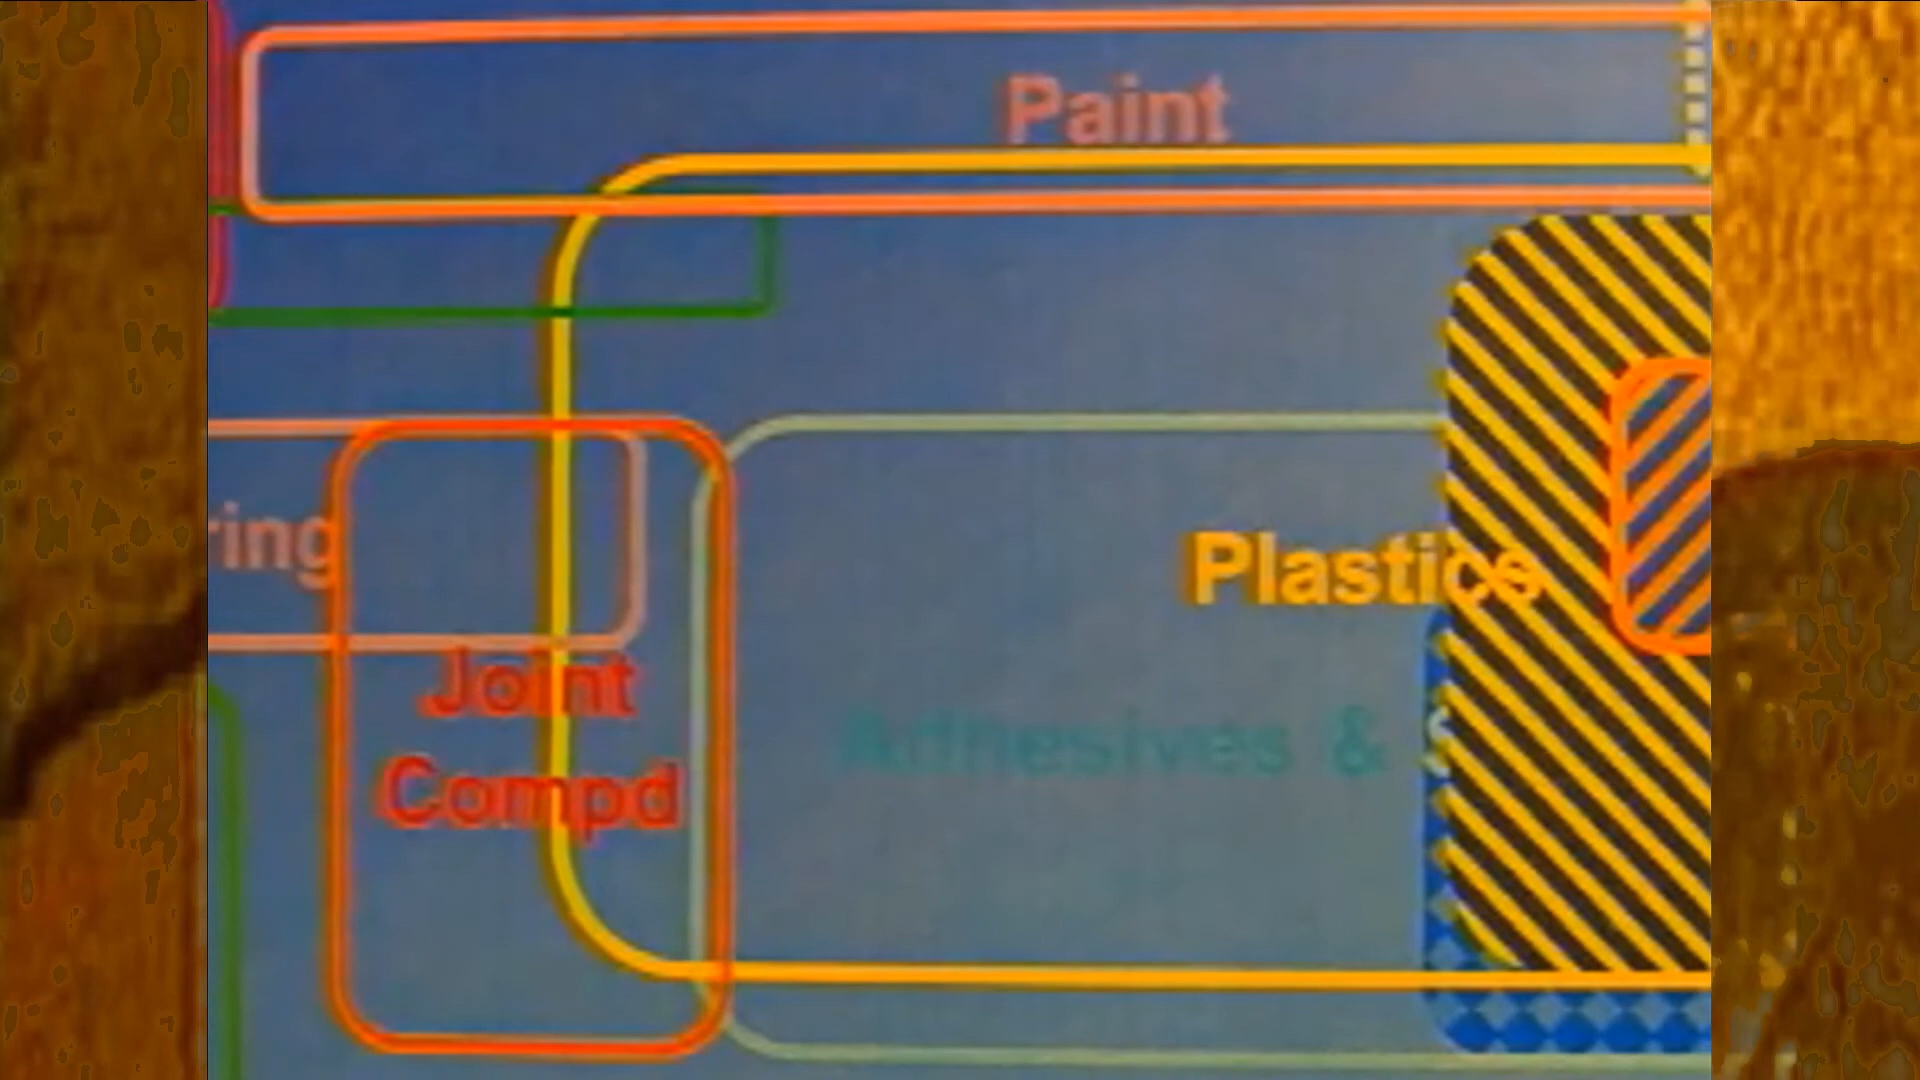 Paint
ring
Plastics
Joint
Compd
Adhesives &